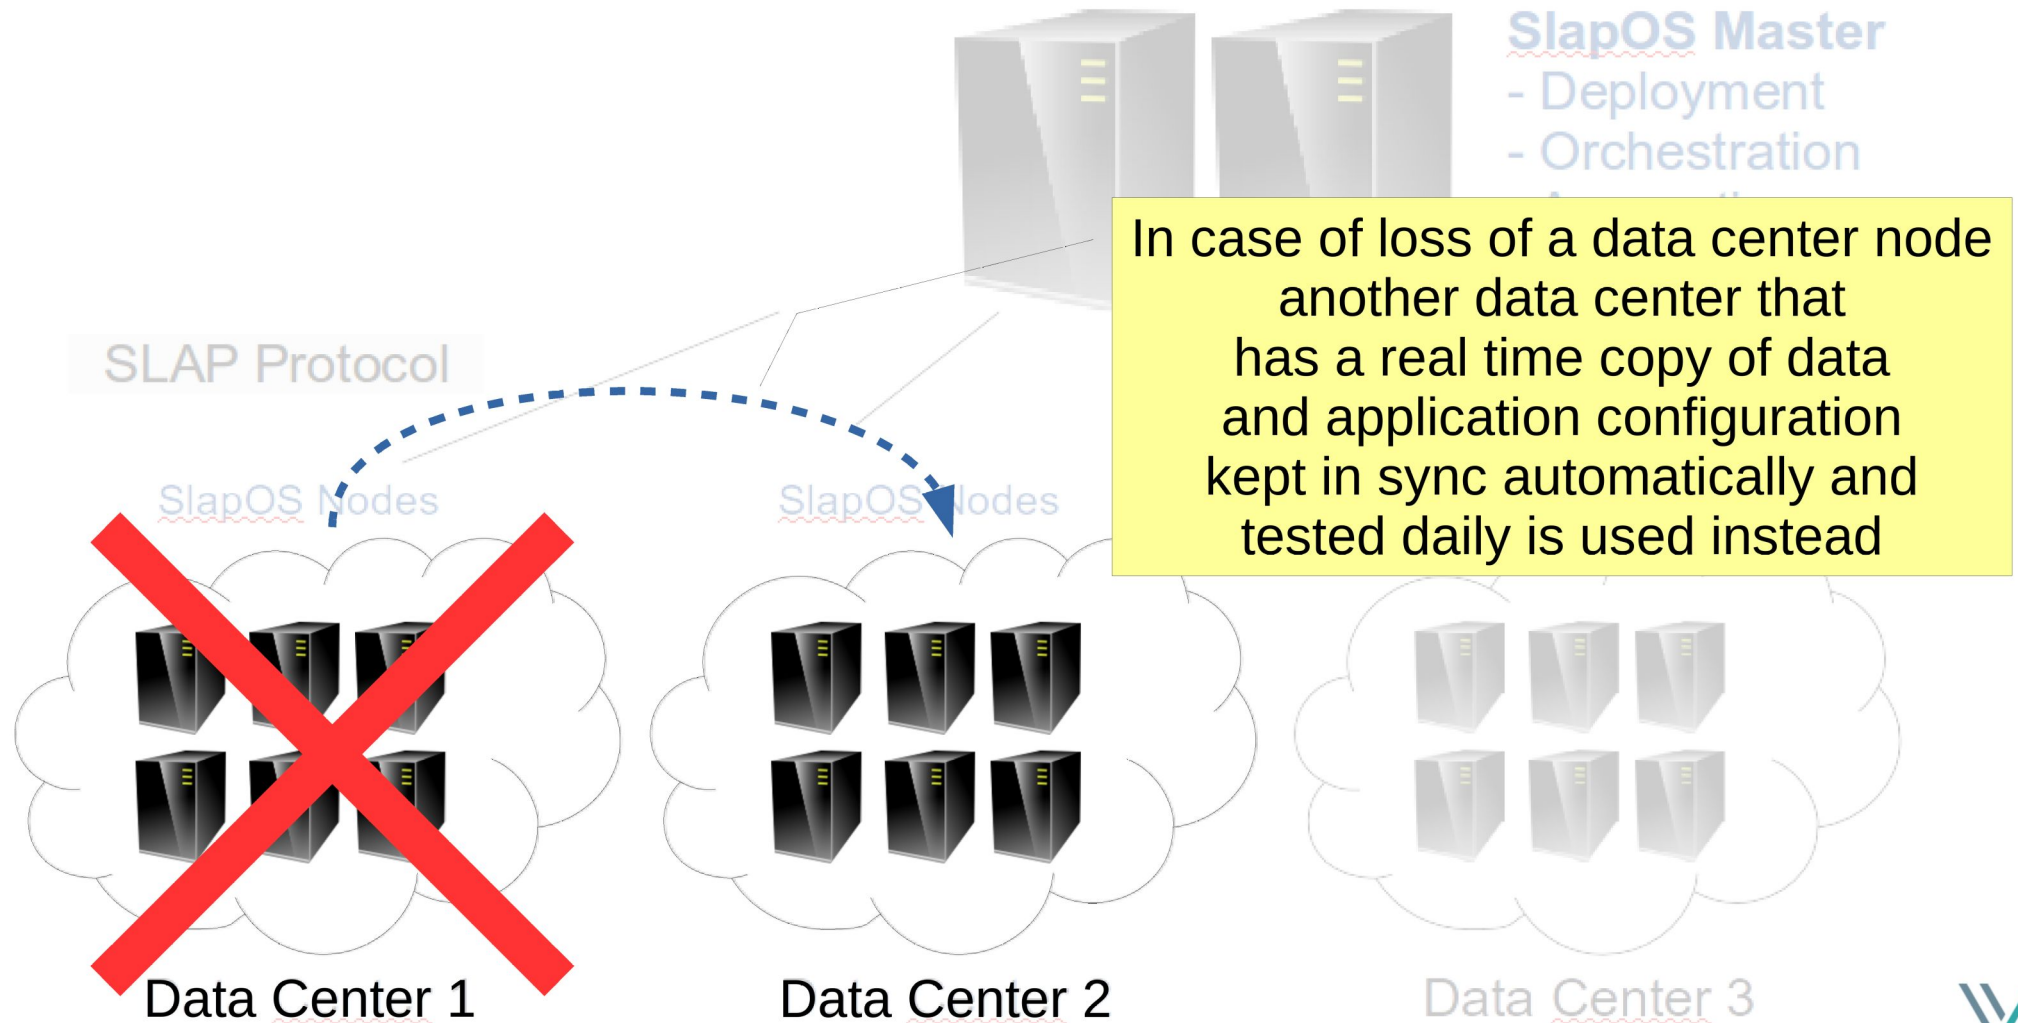 SlapOS Master
- Deployment
- Orchestration
In case of loss of a data center node
another data center that
has a real time copy of data
and application configuration
kept in sync automatically and
tested daily is used instead
SLAP Protocol
SlapOS Nodes
SlapOS Nodes
Data Center 1
Data Center 2
Data Center 3